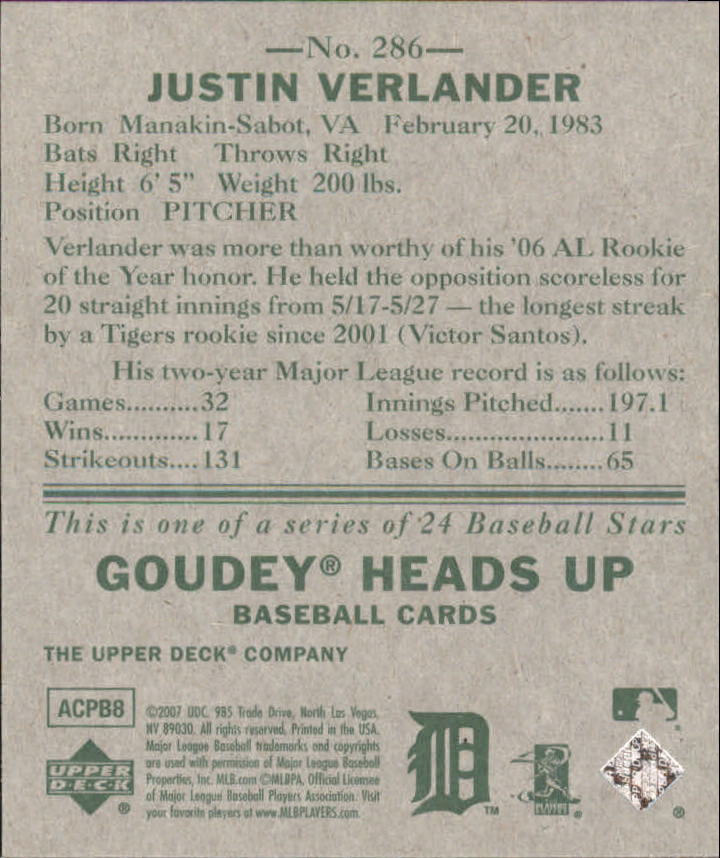 —No. 286—
JUSTIN VERLANDER
Born Manakin-Sabot, VA February 20, 1983
Bats Right Throws Right
Height 6' 5" Weight 200 lbs.
Position PITCHER
Verlander was more than worthy of his '06 AL Rookie
of the Year honor. He held the opposition scoreless for
20 straight innings from 5/17-5/27 — the longest streak
by a Tigers rookie since 2001 (Victor Santos).
His two-year Major League record is as follows:
Games..........32 Innings Pitched.......197.1
Wins.............17 Losses......................11
Strikeouts....131 Bases On Balls........65
This is one of a series of 24 Baseball Stars
GOUDEY® HEADS UP
BASEBALL CARDS
THE UPPER DECK® COMPANY
ACPB8
UPPER
D·E·C·K
®
©2007 UDC. 985 Trade Drive, North Las Vegas,
NV 89030. All rights reserved. Printed in the USA.
Major League Baseball trademarks and copyrights
are used with permission of Major League Baseball
Properties, Inc. MLB.com ©MLBPA. Official Licensee
of Major League Baseball Players Association. Visit
your favorite players at www.MLBPLAYERS.com.
D
TM
PLAYERS
®
®